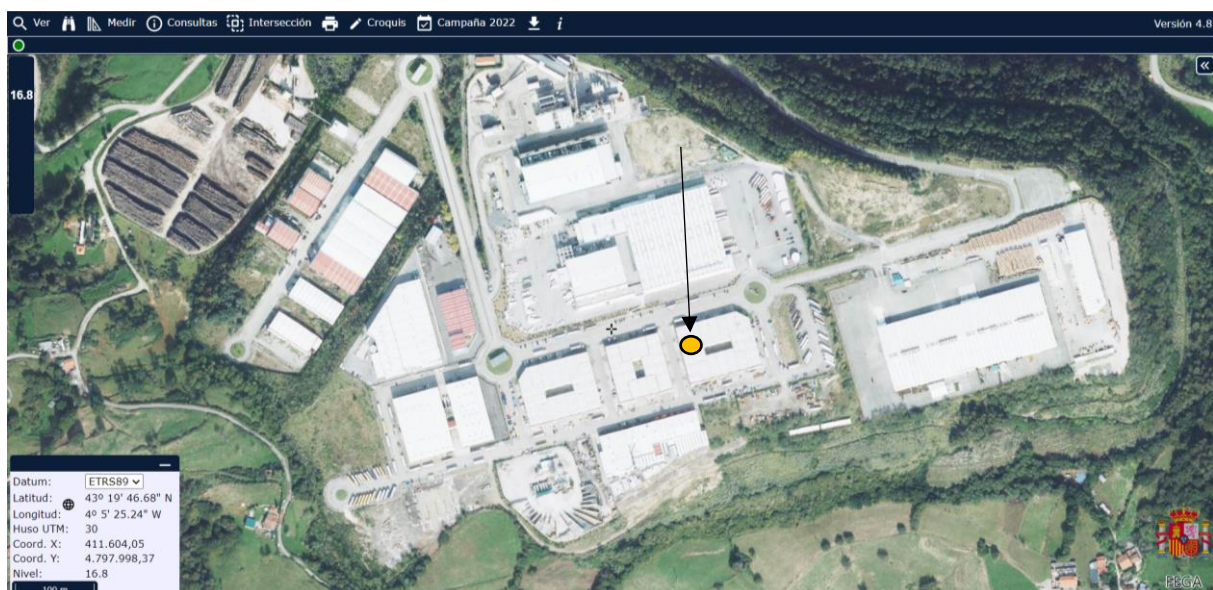 Ver Medir Consultas Intersección Croquis Campaña 2022 i Versión 4.8
«
16.8
Datum: ETRS89
Latitud: 43º 19' 46.68" N
Longitud: 4º 5' 25.24" W
Huso UTM: 30
Coord. X: 411.604,05
Coord. Y: 4.797.998,37
Nivel: 16.8
100 m
FEGA